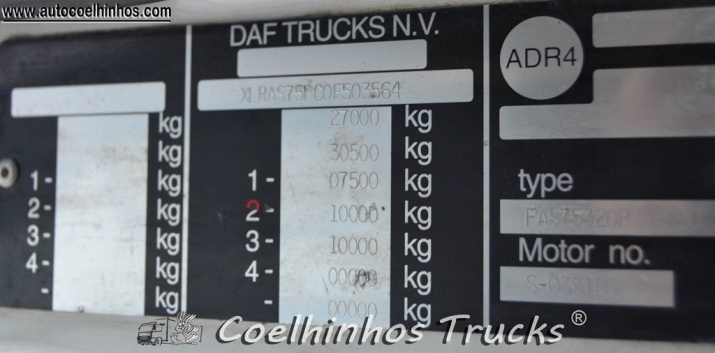 www.autocoelhinhos.com
DAF TRUCKS N.V.
ADR4
XLRAS75PC0E503564
kg 27000 kg
kg 30500 kg
1- kg 1- 07500 kg type
2- kg 2- 10000 kg
3- kg 3- 10000 kg Motor no.
4- kg 4- 00000 kg
- kg - 00000 kg
Coelhinhos Trucks ®